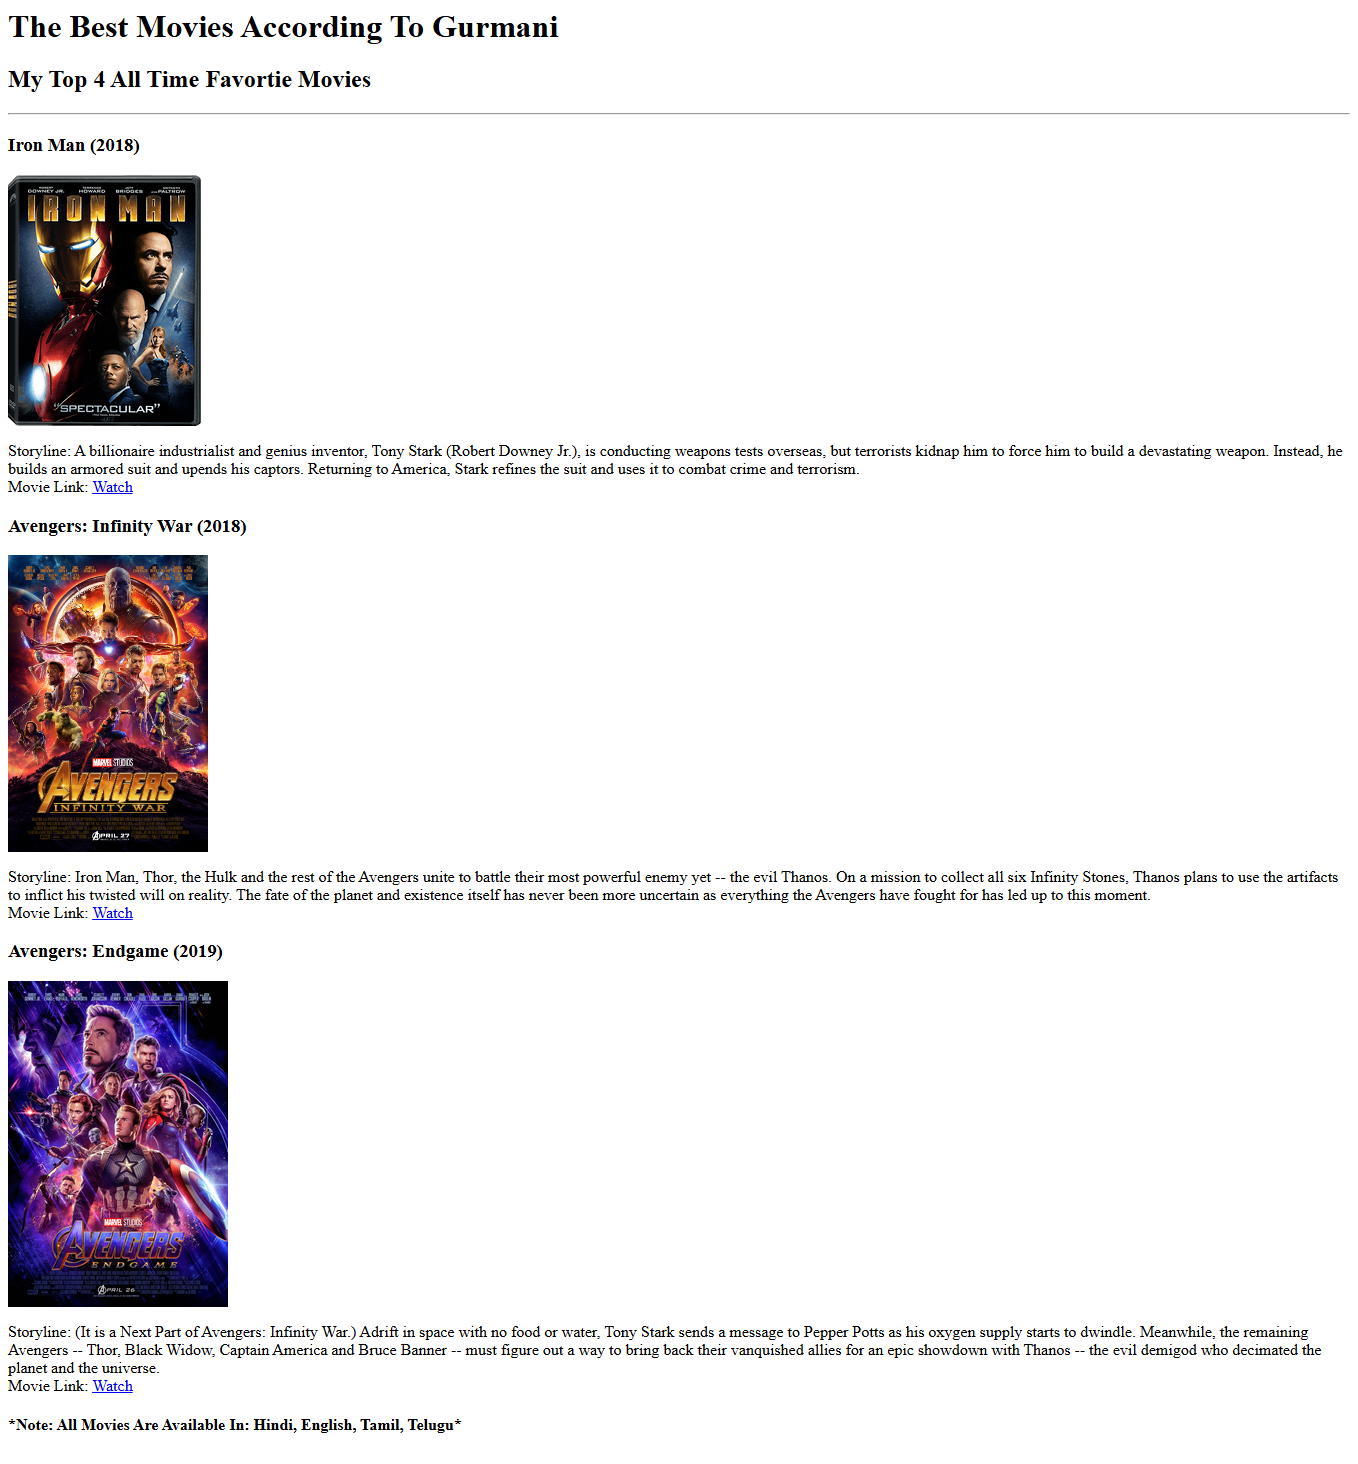 The Best Movies According To Gurmani
My Top 4 All Time Favortie Movies
Iron Man (2018)
ROBERT DOWNEY JR. TERRENCE HOWARD JEFF BRIDGES AND GWYNETH PALTROW
IRON MAN
IRON MAN
"SPECTACULAR"
Storyline: A billionaire industrialist and genius inventor, Tony Stark (Robert Downey Jr.), is conducting weapons tests overseas, but terrorists kidnap him to force him to build a devastating weapon. Instead, he
builds an armored suit and upends his captors. Returning to America, Stark refines the suit and uses it to combat crime and terrorism.
Movie Link: Watch
Avengers: Infinity War (2018)
MARVEL STUDIOS
AVENGERS
INFINITY WAR
APRIL 27
Storyline: Iron Man, Thor, the Hulk and the rest of the Avengers unite to battle their most powerful enemy yet -- the evil Thanos. On a mission to collect all six Infinity Stones, Thanos plans to use the artifacts
to inflict his twisted will on reality. The fate of the planet and existence itself has never been more uncertain as everything the Avengers have fought for has led up to this moment.
Movie Link: Watch
Avengers: Endgame (2019)
MARVEL STUDIOS
AVENGERS
ENDGAME
APRIL 26
Storyline: (It is a Next Part of Avengers: Infinity War.) Adrift in space with no food or water, Tony Stark sends a message to Pepper Potts as his oxygen supply starts to dwindle. Meanwhile, the remaining
Avengers -- Thor, Black Widow, Captain America and Bruce Banner -- must figure out a way to bring back their vanquished allies for an epic showdown with Thanos -- the evil demigod who decimated the
planet and the universe.
Movie Link: Watch
*Note: All Movies Are Available In: Hindi, English, Tamil, Telugu*